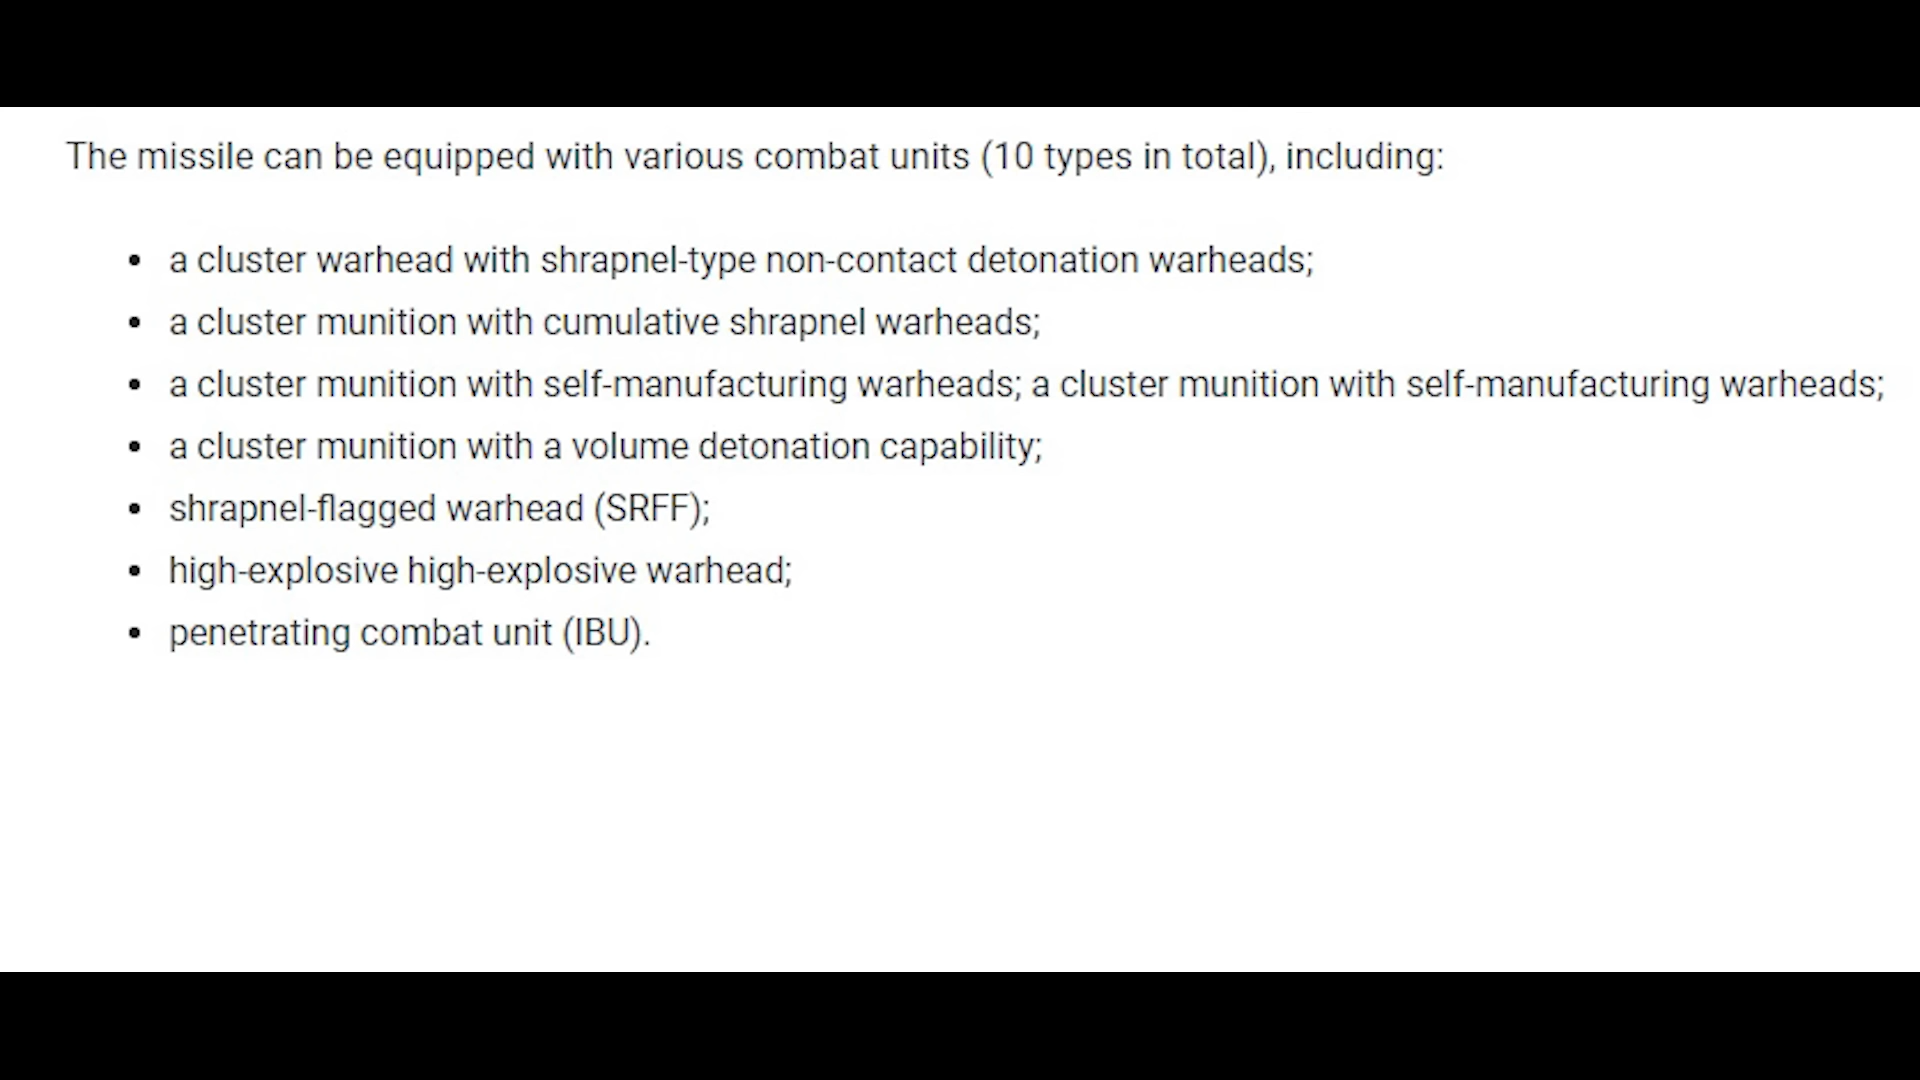 The missile can be equipped with various combat units (10 types in total), including:
• a cluster warhead with shrapnel-type non-contact detonation warheads;
• a cluster munition with cumulative shrapnel warheads;
• a cluster munition with self-manufacturing warheads; a cluster munition with self-manufacturing warheads;
• a cluster munition with a volume detonation capability;
• shrapnel-flagged warhead (SRFF);
• high-explosive high-explosive warhead;
• penetrating combat unit (IBU).